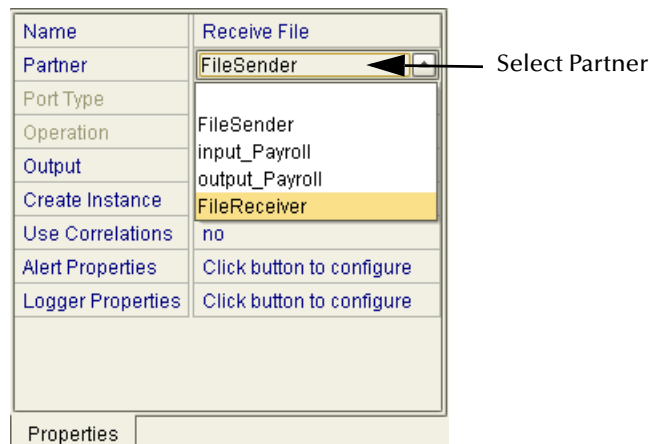 Name Receive File
Partner FileSender Select Partner
Port Type
Operation FileSender
input_Payroll
Output output_Payroll
Create Instance FileReceiver
Use Correlations no
Alert Properties Click button to configure
Logger Properties Click button to configure
Properties